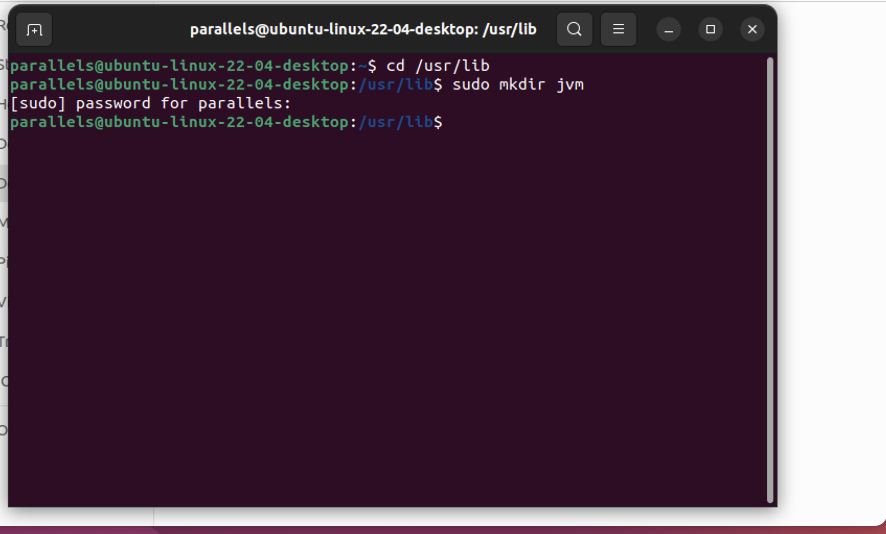 parallels@ubuntu-linux-22-04-desktop: /usr/lib
parallels@ubuntu-linux-22-04-desktop:~$ cd /usr/lib
parallels@ubuntu-linux-22-04-desktop:/usr/lib$ sudo mkdir jvm
[sudo] password for parallels:
parallels@ubuntu-linux-22-04-desktop:/usr/lib$